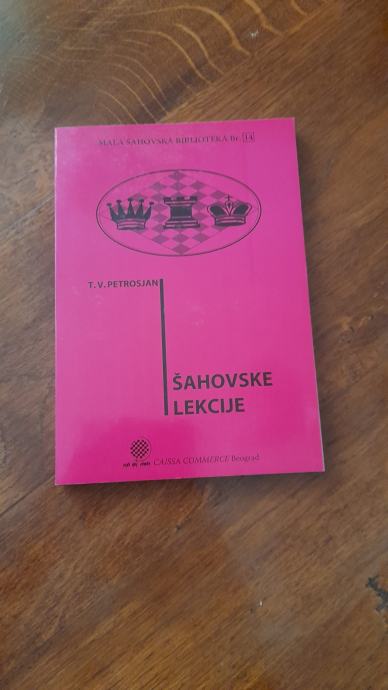 MALA ŠAHOVSKA BIBLIOTEKA Br. 14
T. V. PETROSJAN
ŠAHOVSKE
LEKCIJE
CAISSA COMMERCE Beograd